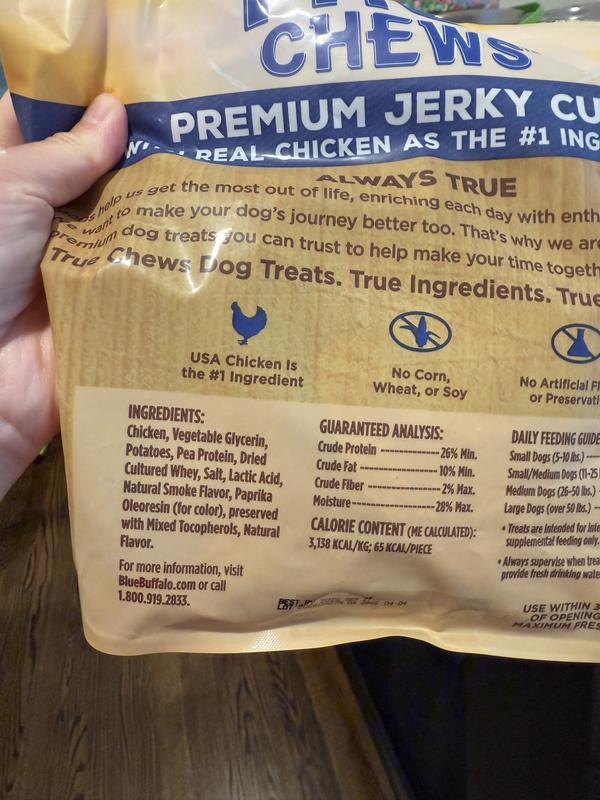 CHEWS
PREMIUM JERKY CU
WITH REAL CHICKEN AS THE #1 ING
ALWAYS TRUE
help us get the most out of life, enriching each day with enth
want to make your dog's journey better too. That's why we are
premium dog treats you can trust to help make your time togeth
True Chews Dog Treats. True Ingredients. True
USA Chicken Is
the #1 Ingredient
No Corn,
Wheat, or Soy
No Artificial Fl
or Preservati
INGREDIENTS:
Chicken, Vegetable Glycerin,
Potatoes, Pea Protein, Dried
Cultured Whey, Salt, Lactic Acid,
Natural Smoke Flavor, Paprika
Oleoresin (for color), preserved
with Mixed Tocopherols, Natural
Flavor.
For more information, visit
BlueBuffalo.com or call
1.800.919.2833.
GUARANTEED ANALYSIS:
Crude Protein ---------------- 26% Min.
Crude Fat ---------------- 10% Min.
Crude Fiber ---------------- 2% Max.
Moisture ---------------- 28% Max.
CALORIE CONTENT (ME CALCULATED):
3,138 KCAL/KG; 65 KCAL/PIECE
DAILY FEEDING GUIDE
Small Dogs (5-10 lbs.)
Small/Medium Dogs (11-25
Medium Dogs (26-50 lbs.)
Large Dogs (over 50 lbs.)
• Treats are intended for inte
supplemental feeding only.
• Always supervise when trea
provide fresh drinking wate
BEST BY
LOT
USE WITHIN 3
OF OPENING
MAXIMUM FRES